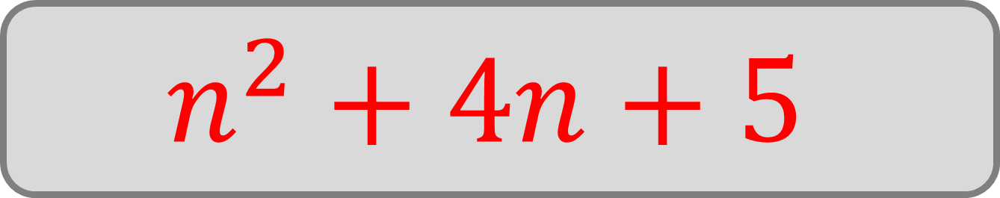 n² + 4n + 5